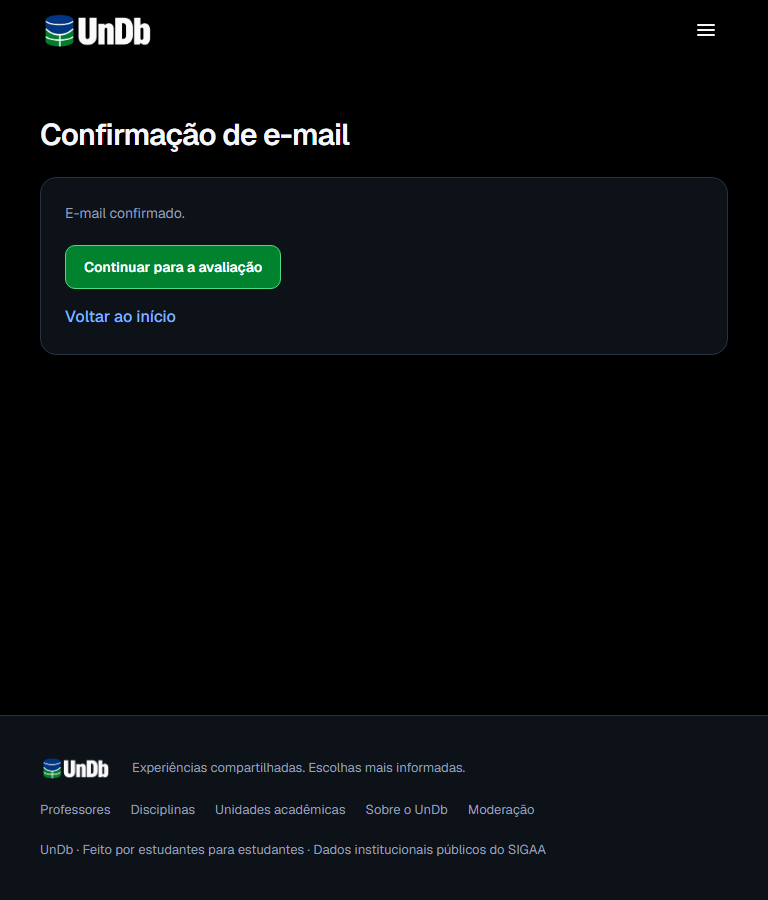 UnDb
Confirmação de e-mail
E-mail confirmado.
Continuar para a avaliação
Voltar ao início
UnDb
Experiências compartilhadas. Escolhas mais informadas.
Professores Disciplinas Unidades acadêmicas Sobre o UnDb Moderação
UnDb · Feito por estudantes para estudantes · Dados institucionais públicos do SIGAA